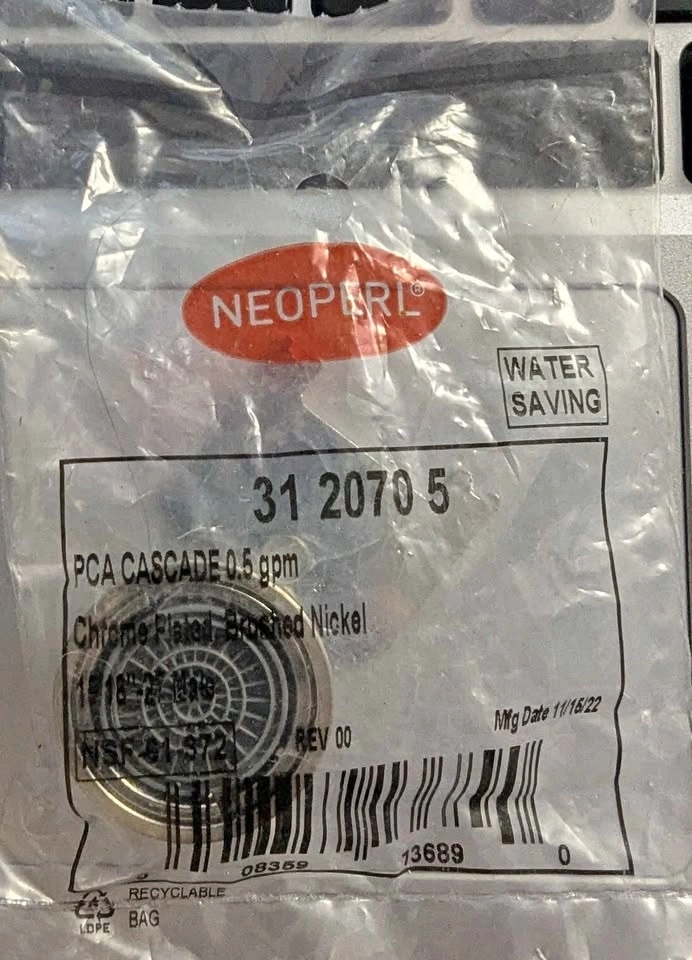 NEOPERL®
WATER
SAVING
31 2070 5
PCA CASCADE 0.5 gpm
Chrome Plated, Brushed Nickel
Male
NSF-61-372
REV 00
Mfg Date 11/16/22
08359
13689
0
RECYCLABLE
BAG
LDPE